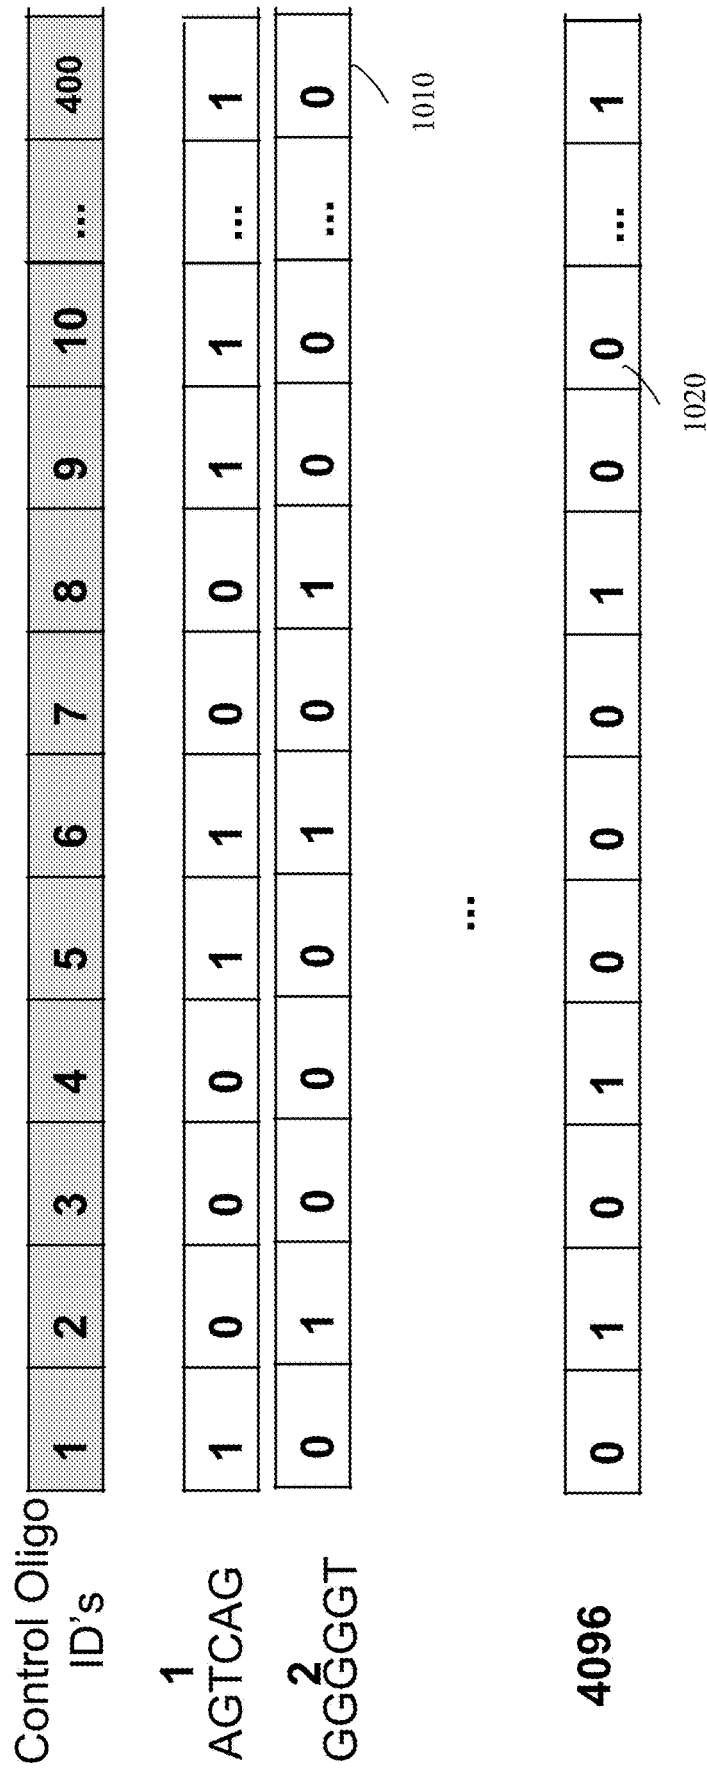 Control Oligo
ID's
1 2 3 4 5 6 7 8 9 10 ... 400
1
AGTCAG
1 0 0 0 1 1 0 0 1 1 ... 1
2
GGGGGT
0 1 0 0 0 1 0 1 0 0 ... 0
1010
...
4096
0 1 0 1 0 0 0 1 0 0 ... 1
1020